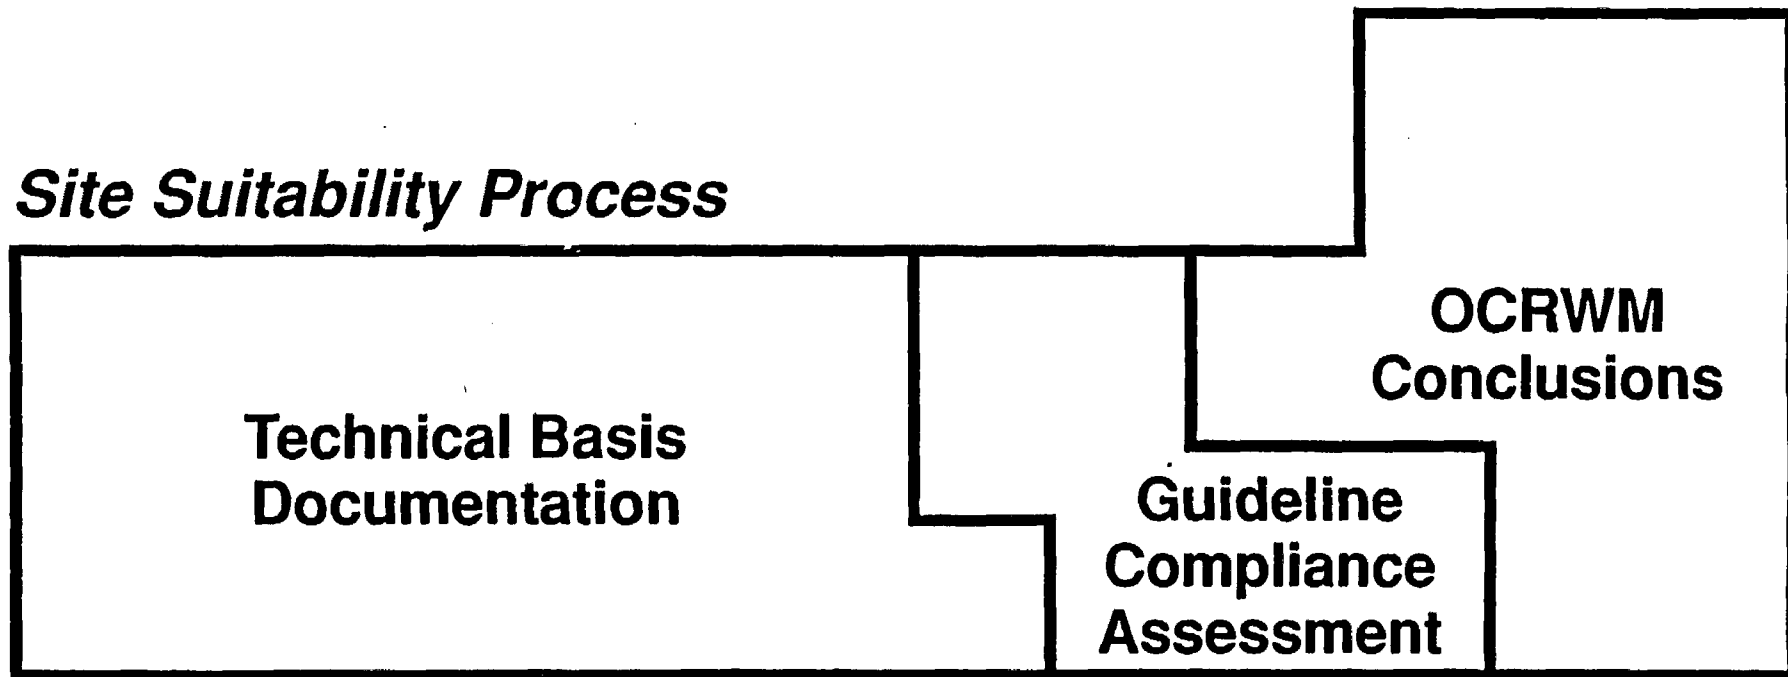 Site Suitability Process
Technical Basis
Documentation
Guideline
Compliance
Assessment
OCRWM
Conclusions